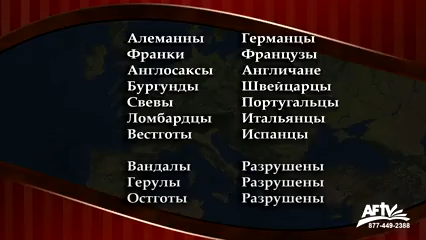 Алеманны Германцы
Франки Французы
Англосаксы Англичане
Бургунды Швейцарцы
Свевы Португальцы
Ломбардцы Итальянцы
Вестготы Испанцы
Вандалы Разрушены
Герулы Разрушены
Остготы Разрушены
AFTV
877-449-2388